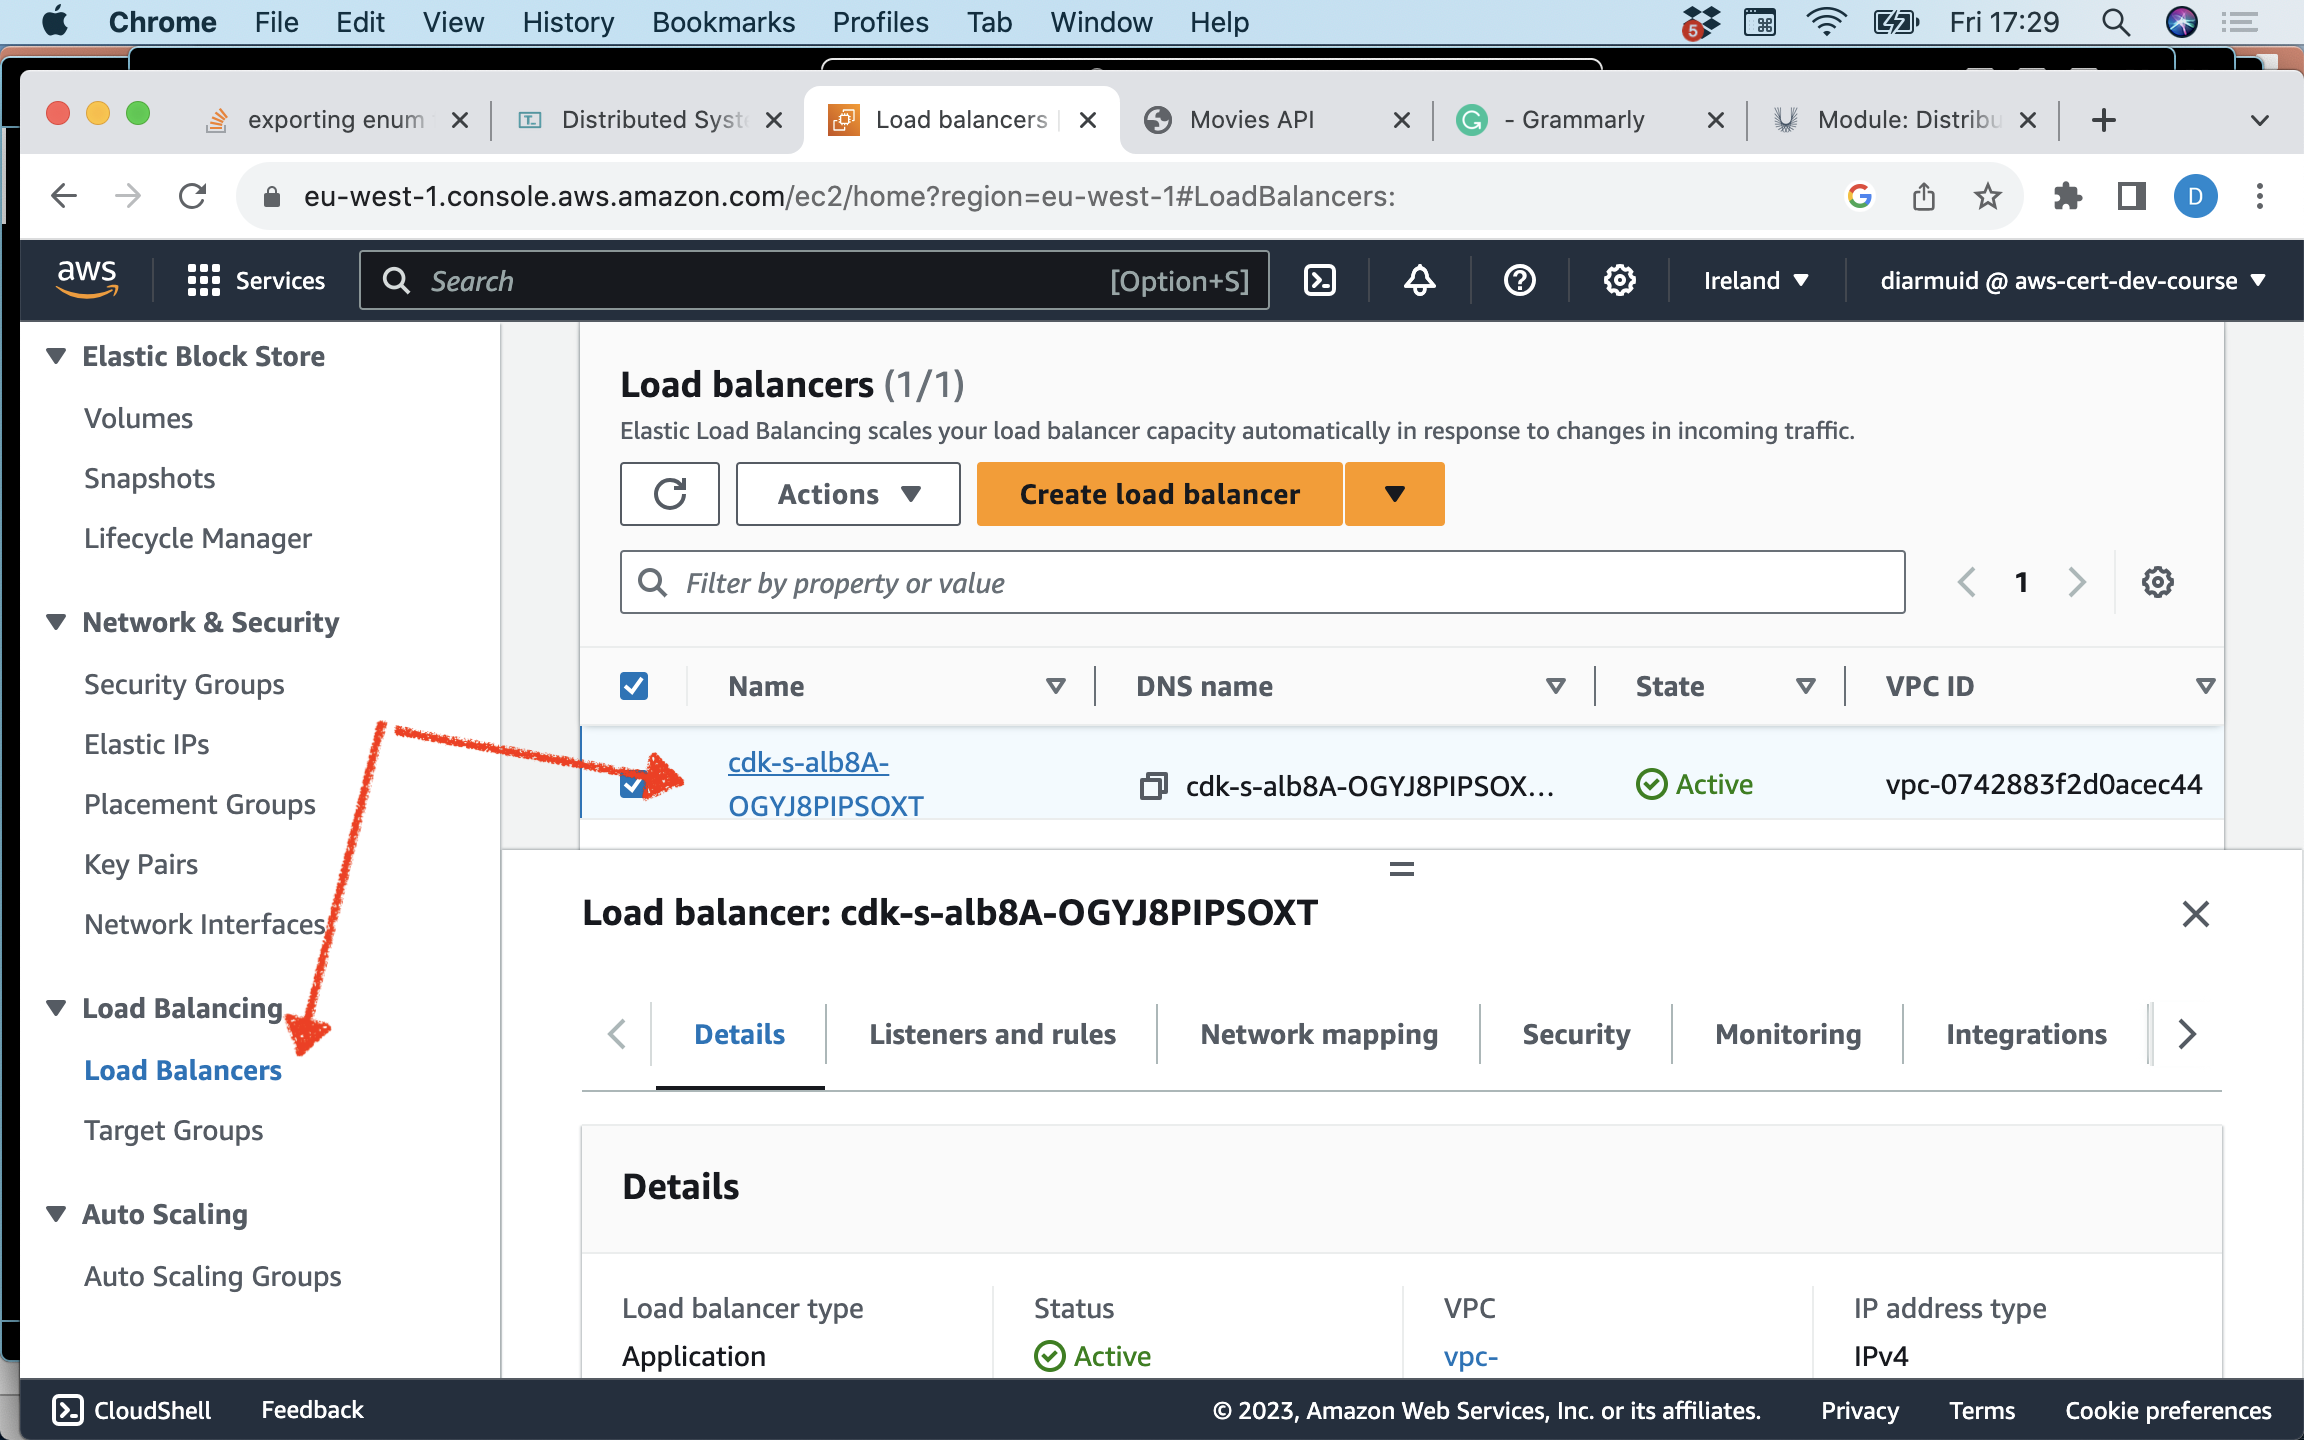 Chrome File Edit View History Bookmarks Profiles Tab Window Help 5 Fri 17:29
exporting enum Distributed Syste Load balancers Movies API - Grammarly Module: Distribu
eu-west-1.console.aws.amazon.com/ec2/home?region=eu-west-1#LoadBalancers: D
aws Services Search [Option+S] Ireland diarmuid @ aws-cert-dev-course
Elastic Block Store
Volumes
Snapshots
Lifecycle Manager
Network & Security
Security Groups
Elastic IPs
Placement Groups
Key Pairs
Network Interfaces
Load Balancing
Load Balancers
Target Groups
Auto Scaling
Auto Scaling Groups
Load balancers (1/1)
Elastic Load Balancing scales your load balancer capacity automatically in response to changes in incoming traffic.
Actions Create load balancer
Filter by property or value 1
Name DNS name State VPC ID
cdk-s-alb8A-
OGYJ8PIPSOXT cdk-s-alb8A-OGYJ8PIPSOX... Active vpc-0742883f2d0acec44
Load balancer: cdk-s-alb8A-OGYJ8PIPSOXT
Details Listeners and rules Network mapping Security Monitoring Integrations
Details
Load balancer type Status VPC IP address type
Application Active vpc- IPv4
CloudShell Feedback © 2023, Amazon Web Services, Inc. or its affiliates. Privacy Terms Cookie preferences